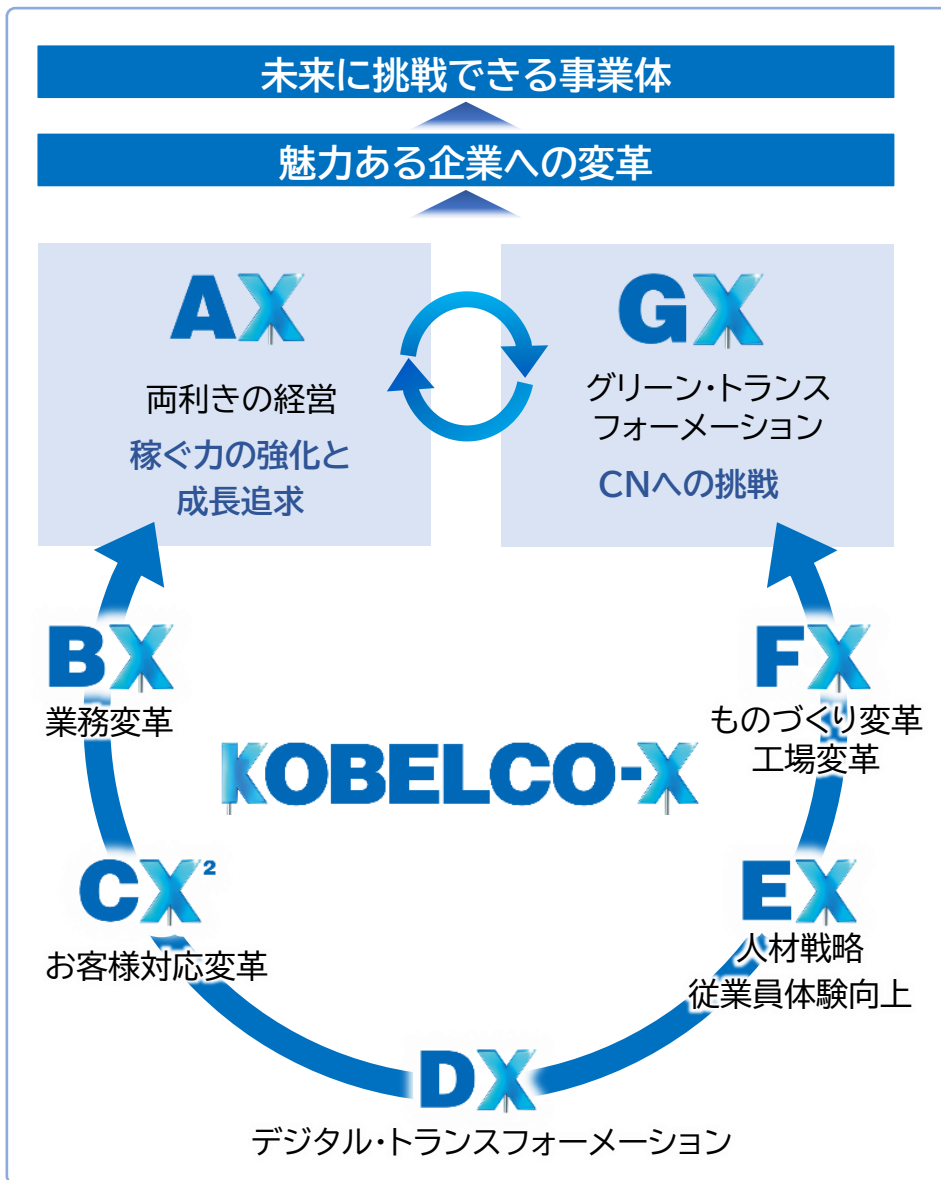 未来に挑戦できる事業体
魅力ある企業への変革
AX
両利きの経営
稼ぐ力の強化と
成長追求
GX
グリーン・トランス
フォーメーション
CNへの挑戦
BX
業務変革
FX
ものづくり変革
工場変革
KOBELCO-X
CX²
お客様対応変革
EX
人材戦略
従業員体験向上
DX
デジタル・トランスフォーメーション